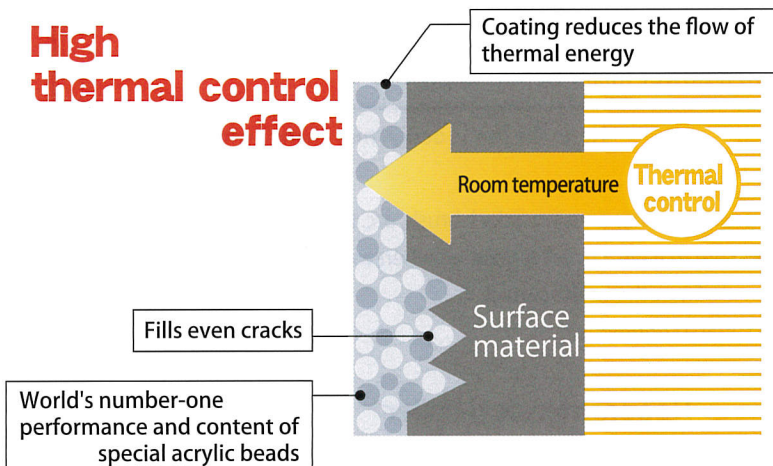 High
thermal control
effect
Coating reduces the flow of
thermal energy
Room temperature
Thermal
control
Fills even cracks
Surface
material
World's number-one
performance and content of
special acrylic beads